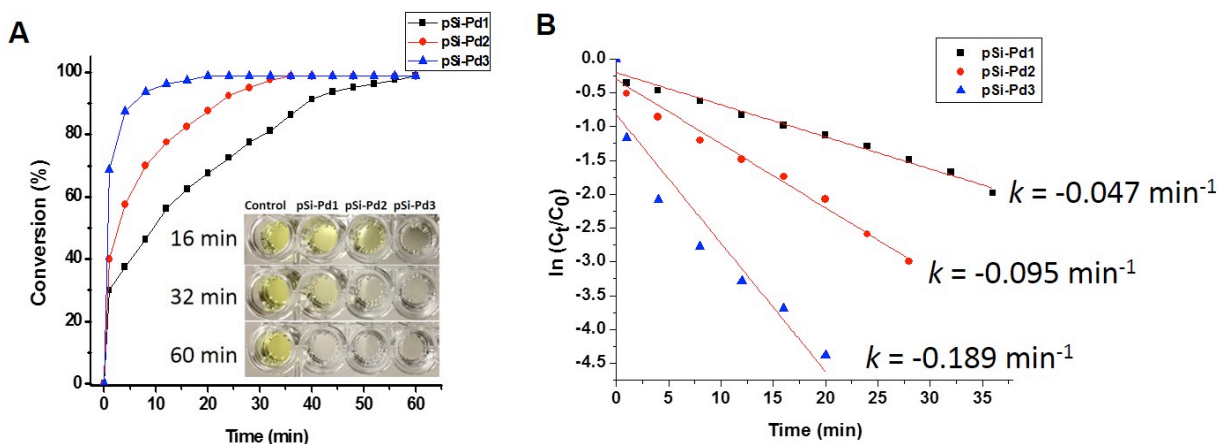 A
pSi-Pd1
pSi-Pd2
pSi-Pd3
Conversion (%)
100
80
60
40
20
0
Control pSi-Pd1 pSi-Pd2 pSi-Pd3
16 min
32 min
60 min
0 10 20 30 40 50 60
Time (min)
B
pSi-Pd1
pSi-Pd2
pSi-Pd3
ln (Ct/C0)
0.0
-0.5
-1.0
-1.5
-2.0
-2.5
-3.0
-3.5
-4.0
-4.5
k = -0.047 min-1
k = -0.095 min-1
k = -0.189 min-1
0 5 10 15 20 25 30 35
Time (min)